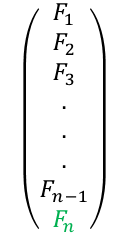 F₁
F₂
F₃
.
.
.
Fₙ₋₁
Fₙ